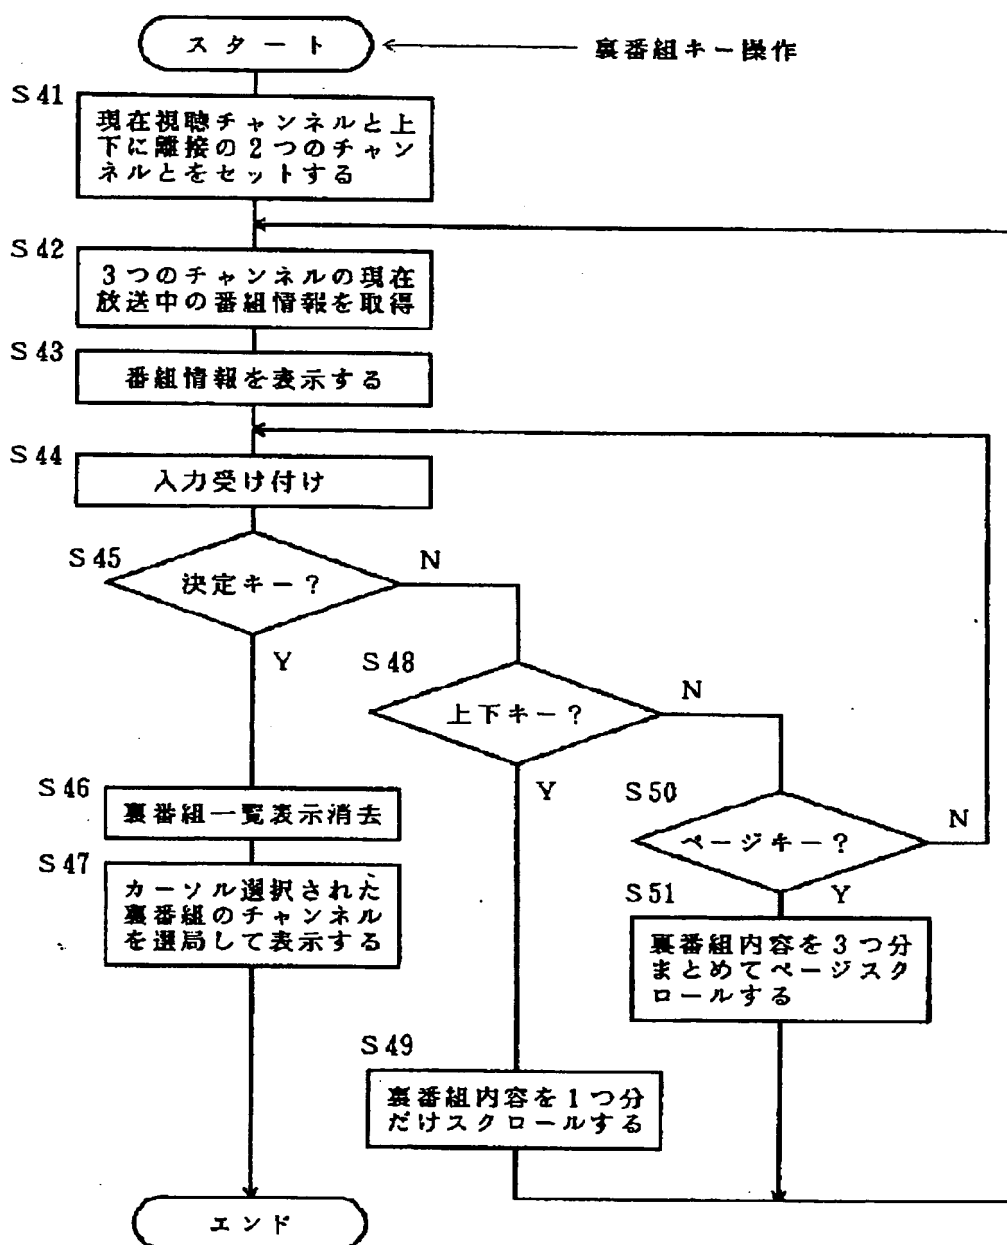 スタート
裏番組キー操作
S41
現在視聴チャンネルと上
下に離接の2つのチャン
ネルとをセットする
S42
3つのチャンネルの現在
放送中の番組情報を取得
S43
番組情報を表示する
S44
入力受け付け
S45
決定キー?
N
Y
S48
上下キー?
N
Y
S46
裏番組一覧表示消去
S50
ページキー?
N
Y
S47
カーソル選択された
裏番組のチャンネル
を選局して表示する
S51
裏番組内容を3つ分
まとめてページスク
ロールする
S49
裏番組内容を1つ分
だけスクロールする
エンド